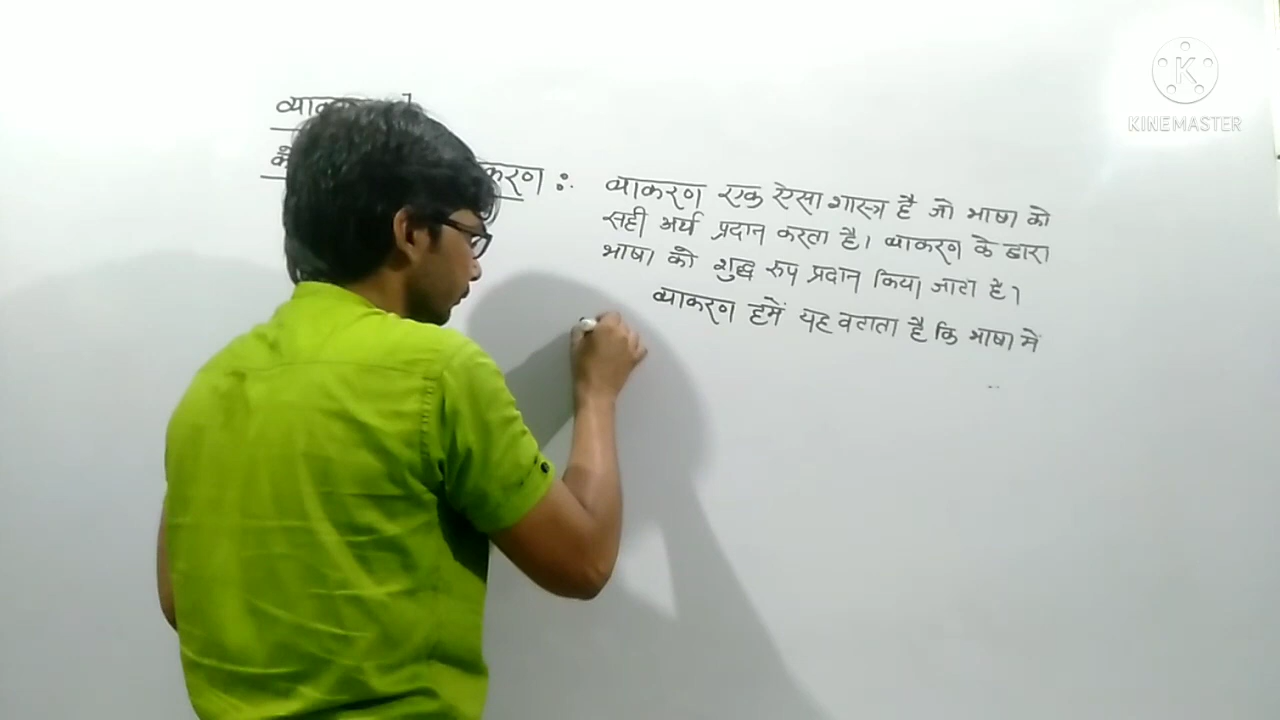 करण :
व्याकरण एक ऐसा शास्त्र है जो भाषा को
सही अर्थ प्रदान करता है। व्याकरण के द्वारा
भाषा को शुद्ध रुप प्रदान किया जाता है।
व्याकरण हमें यह बताता है कि भाषा में
KINEMASTER